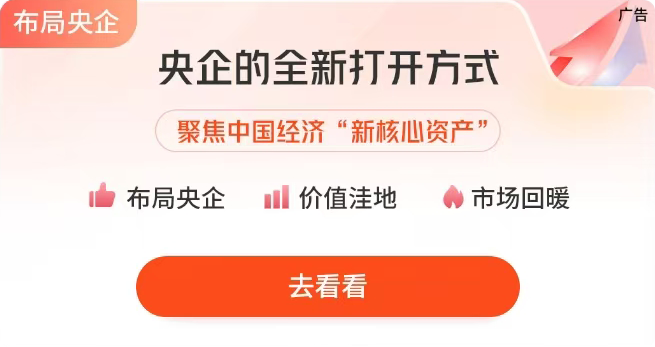 布局央企
广告
央企的全新打开方式
聚焦中国经济“新核心资产”
布局央企 价值洼地 市场回暖
去看看